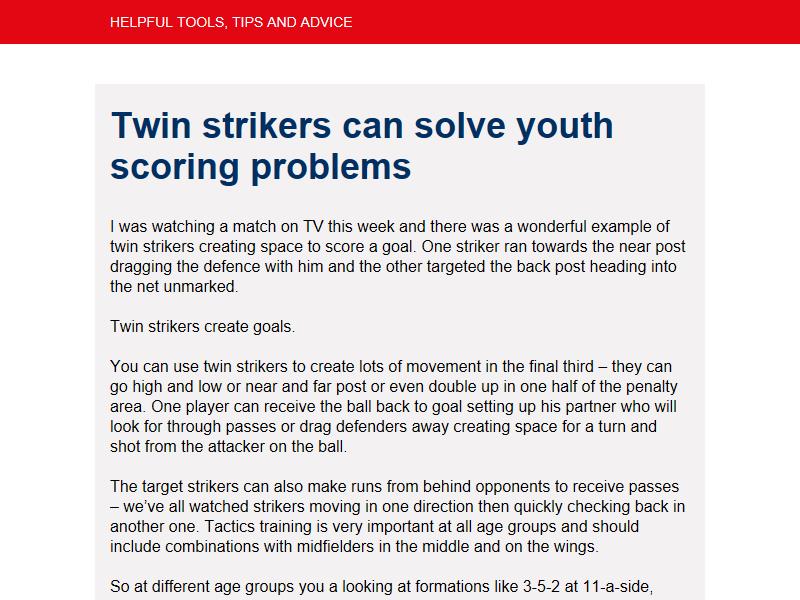 HELPFUL TOOLS, TIPS AND ADVICE
Twin strikers can solve youth
scoring problems
I was watching a match on TV this week and there was a wonderful example of
twin strikers creating space to score a goal. One striker ran towards the near post
dragging the defence with him and the other targeted the back post heading into
the net unmarked.
Twin strikers create goals.
You can use twin strikers to create lots of movement in the final third – they can
go high and low or near and far post or even double up in one half of the penalty
area. One player can receive the ball back to goal setting up his partner who will
look for through passes or drag defenders away creating space for a turn and
shot from the attacker on the ball.
The target strikers can also make runs from behind opponents to receive passes
– we’ve all watched strikers moving in one direction then quickly checking back in
another one. Tactics training is very important at all age groups and should
include combinations with midfielders in the middle and on the wings.
So at different age groups you a looking at formations like 3-5-2 at 11-a-side,